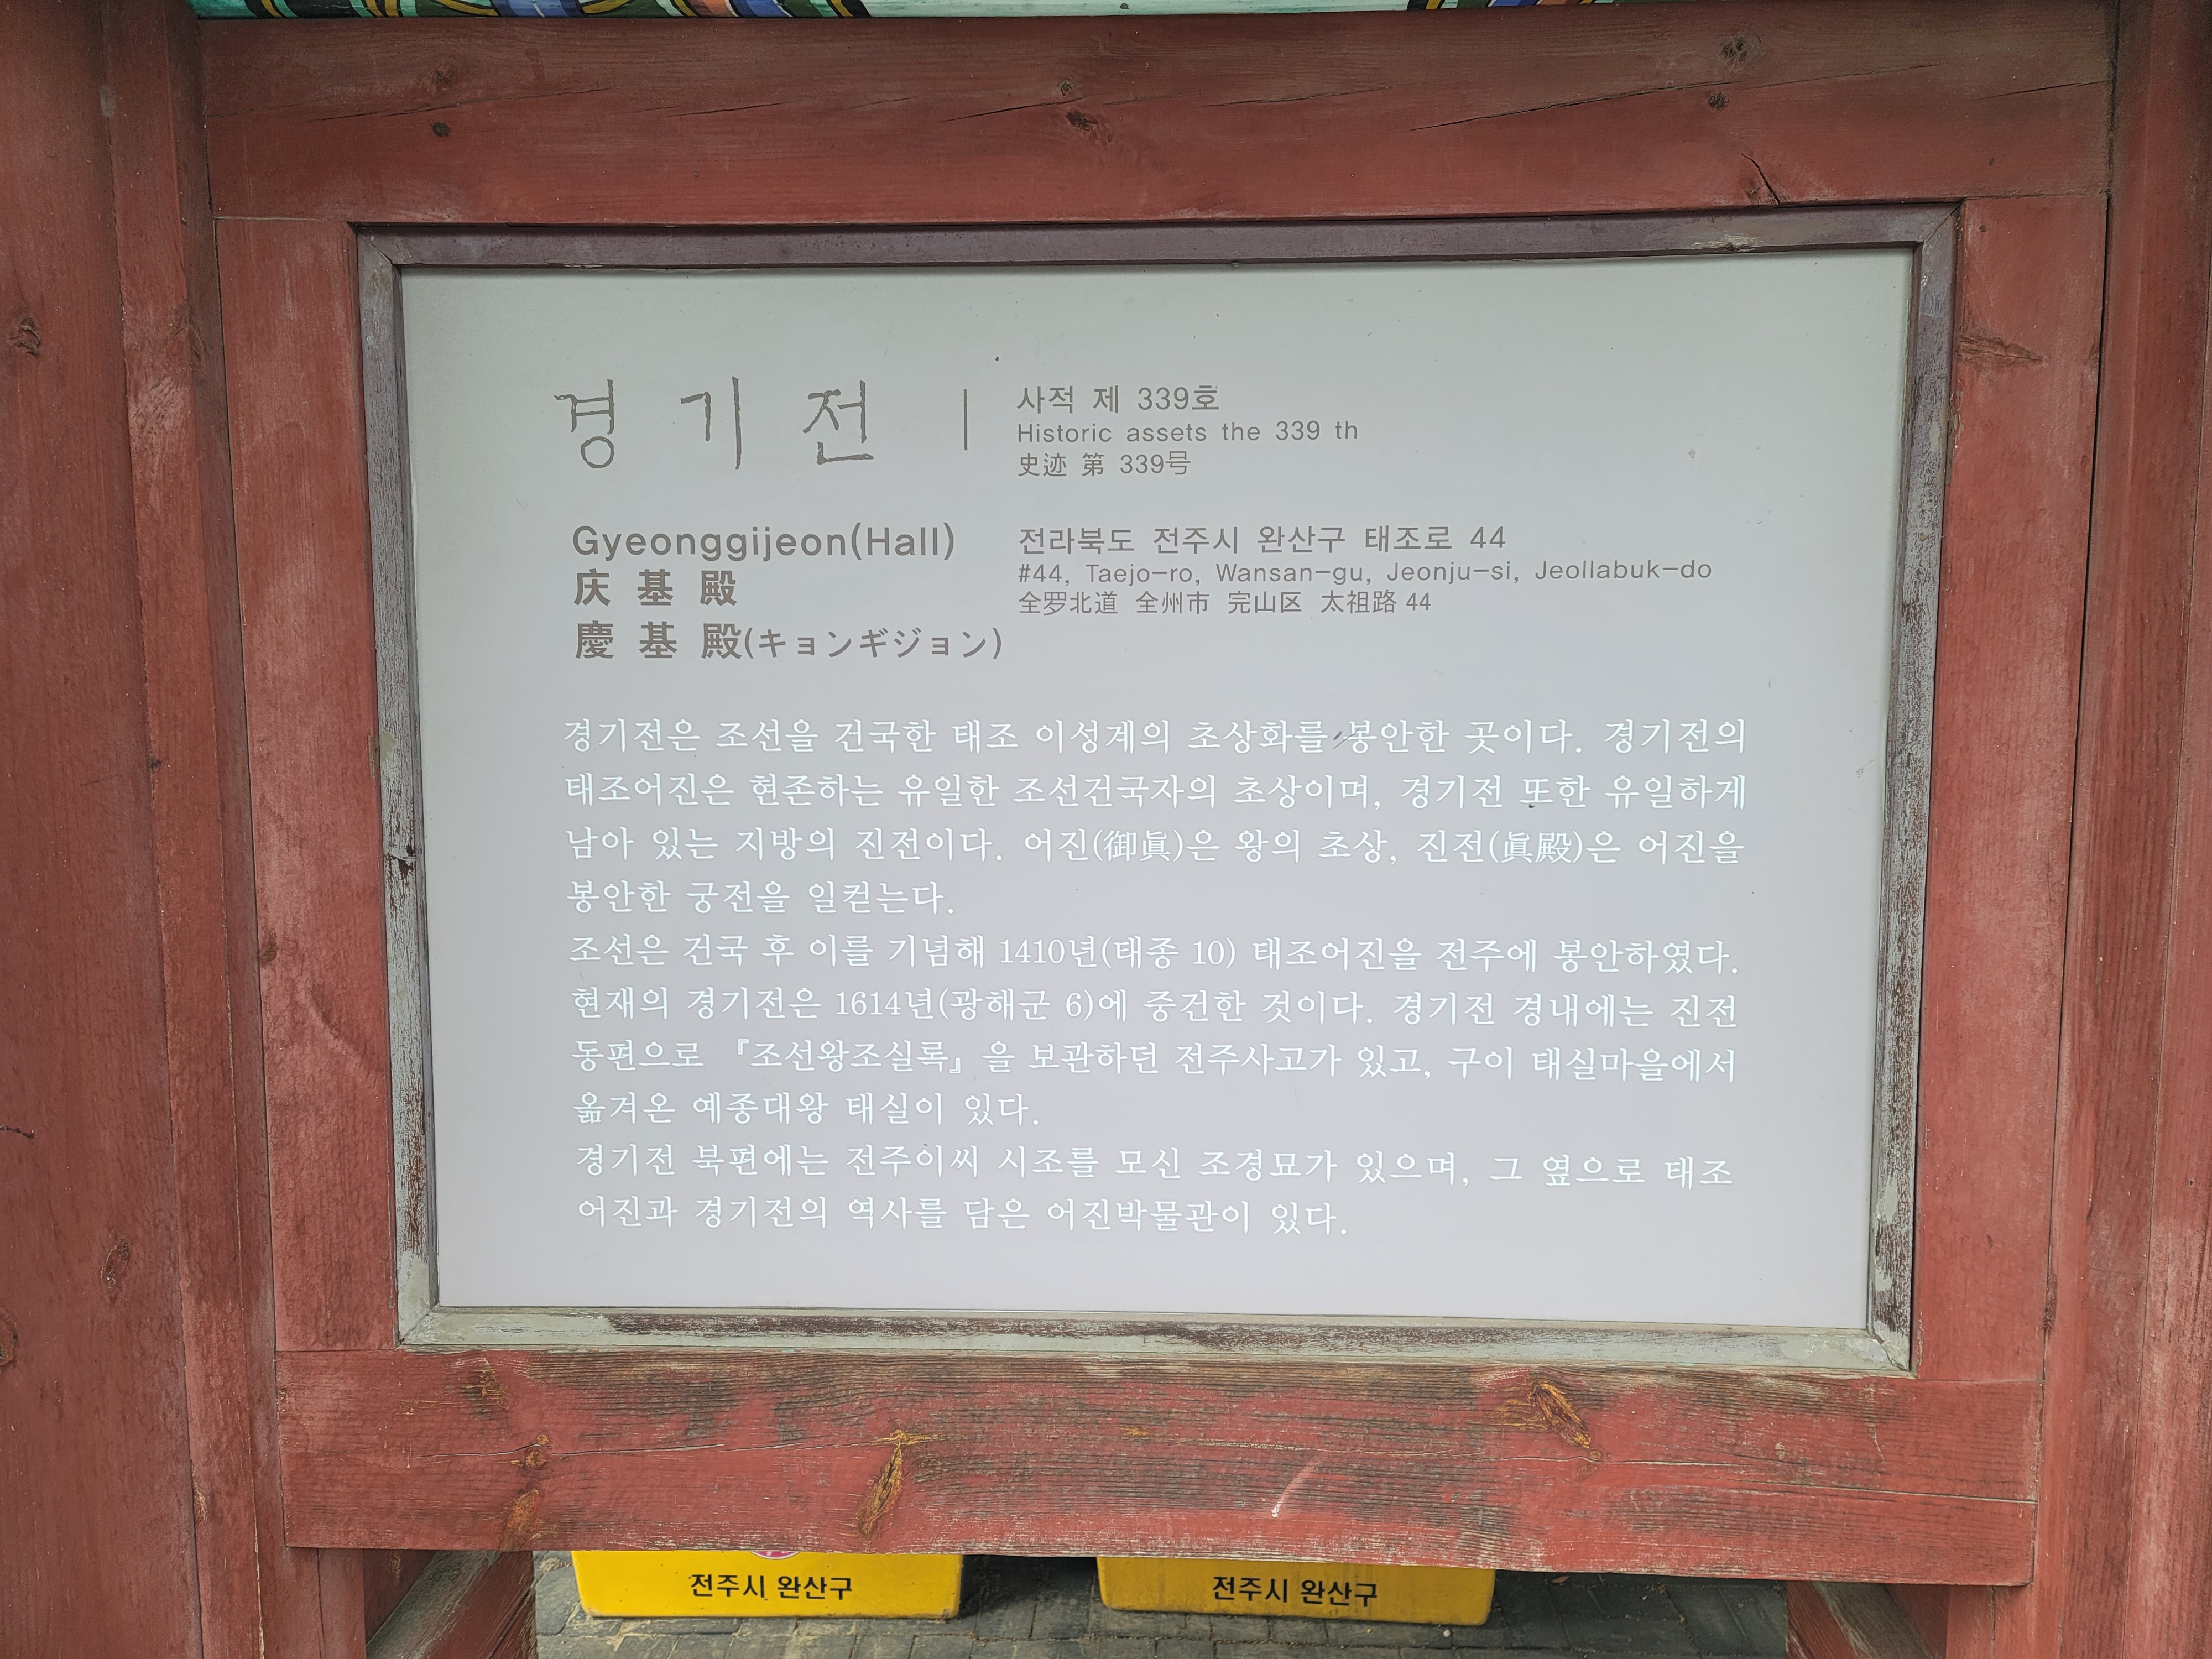 경기전
사적 제 339호
Historic assets the 339 th
史迹 第 339号
Gyeonggijeon(Hall)
庆基殿
慶基殿(キョンギジョン)
전라북도 전주시 완산구 태조로 44
#44, Taejo-ro, Wansan-gu, Jeonju-si, Jeollabuk-do
全罗北道 全州市 完山区 太祖路 44
경기전은 조선을 건국한 태조 이성계의 초상화를 봉안한 곳이다. 경기전의
태조어진은 현존하는 유일한 조선건국자의 초상이며, 경기전 또한 유일하게
남아 있는 지방의 진전이다. 어진(御眞)은 왕의 초상, 진전(眞殿)은 어진을
봉안한 궁전을 일컫는다.
조선은 건국 후 이를 기념해 1410년(태종 10) 태조어진을 전주에 봉안하였다.
현재의 경기전은 1614년(광해군 6)에 중건한 것이다. 경기전 경내에는 진전
동편으로 『조선왕조실록』을 보관하던 전주사고가 있고, 구이 태실마을에서
옮겨온 예종대왕 태실이 있다.
경기전 북편에는 전주이씨 시조를 모신 조경묘가 있으며, 그 옆으로 태조
어진과 경기전의 역사를 담은 어진박물관이 있다.
전주시 완산구
전주시 완산구